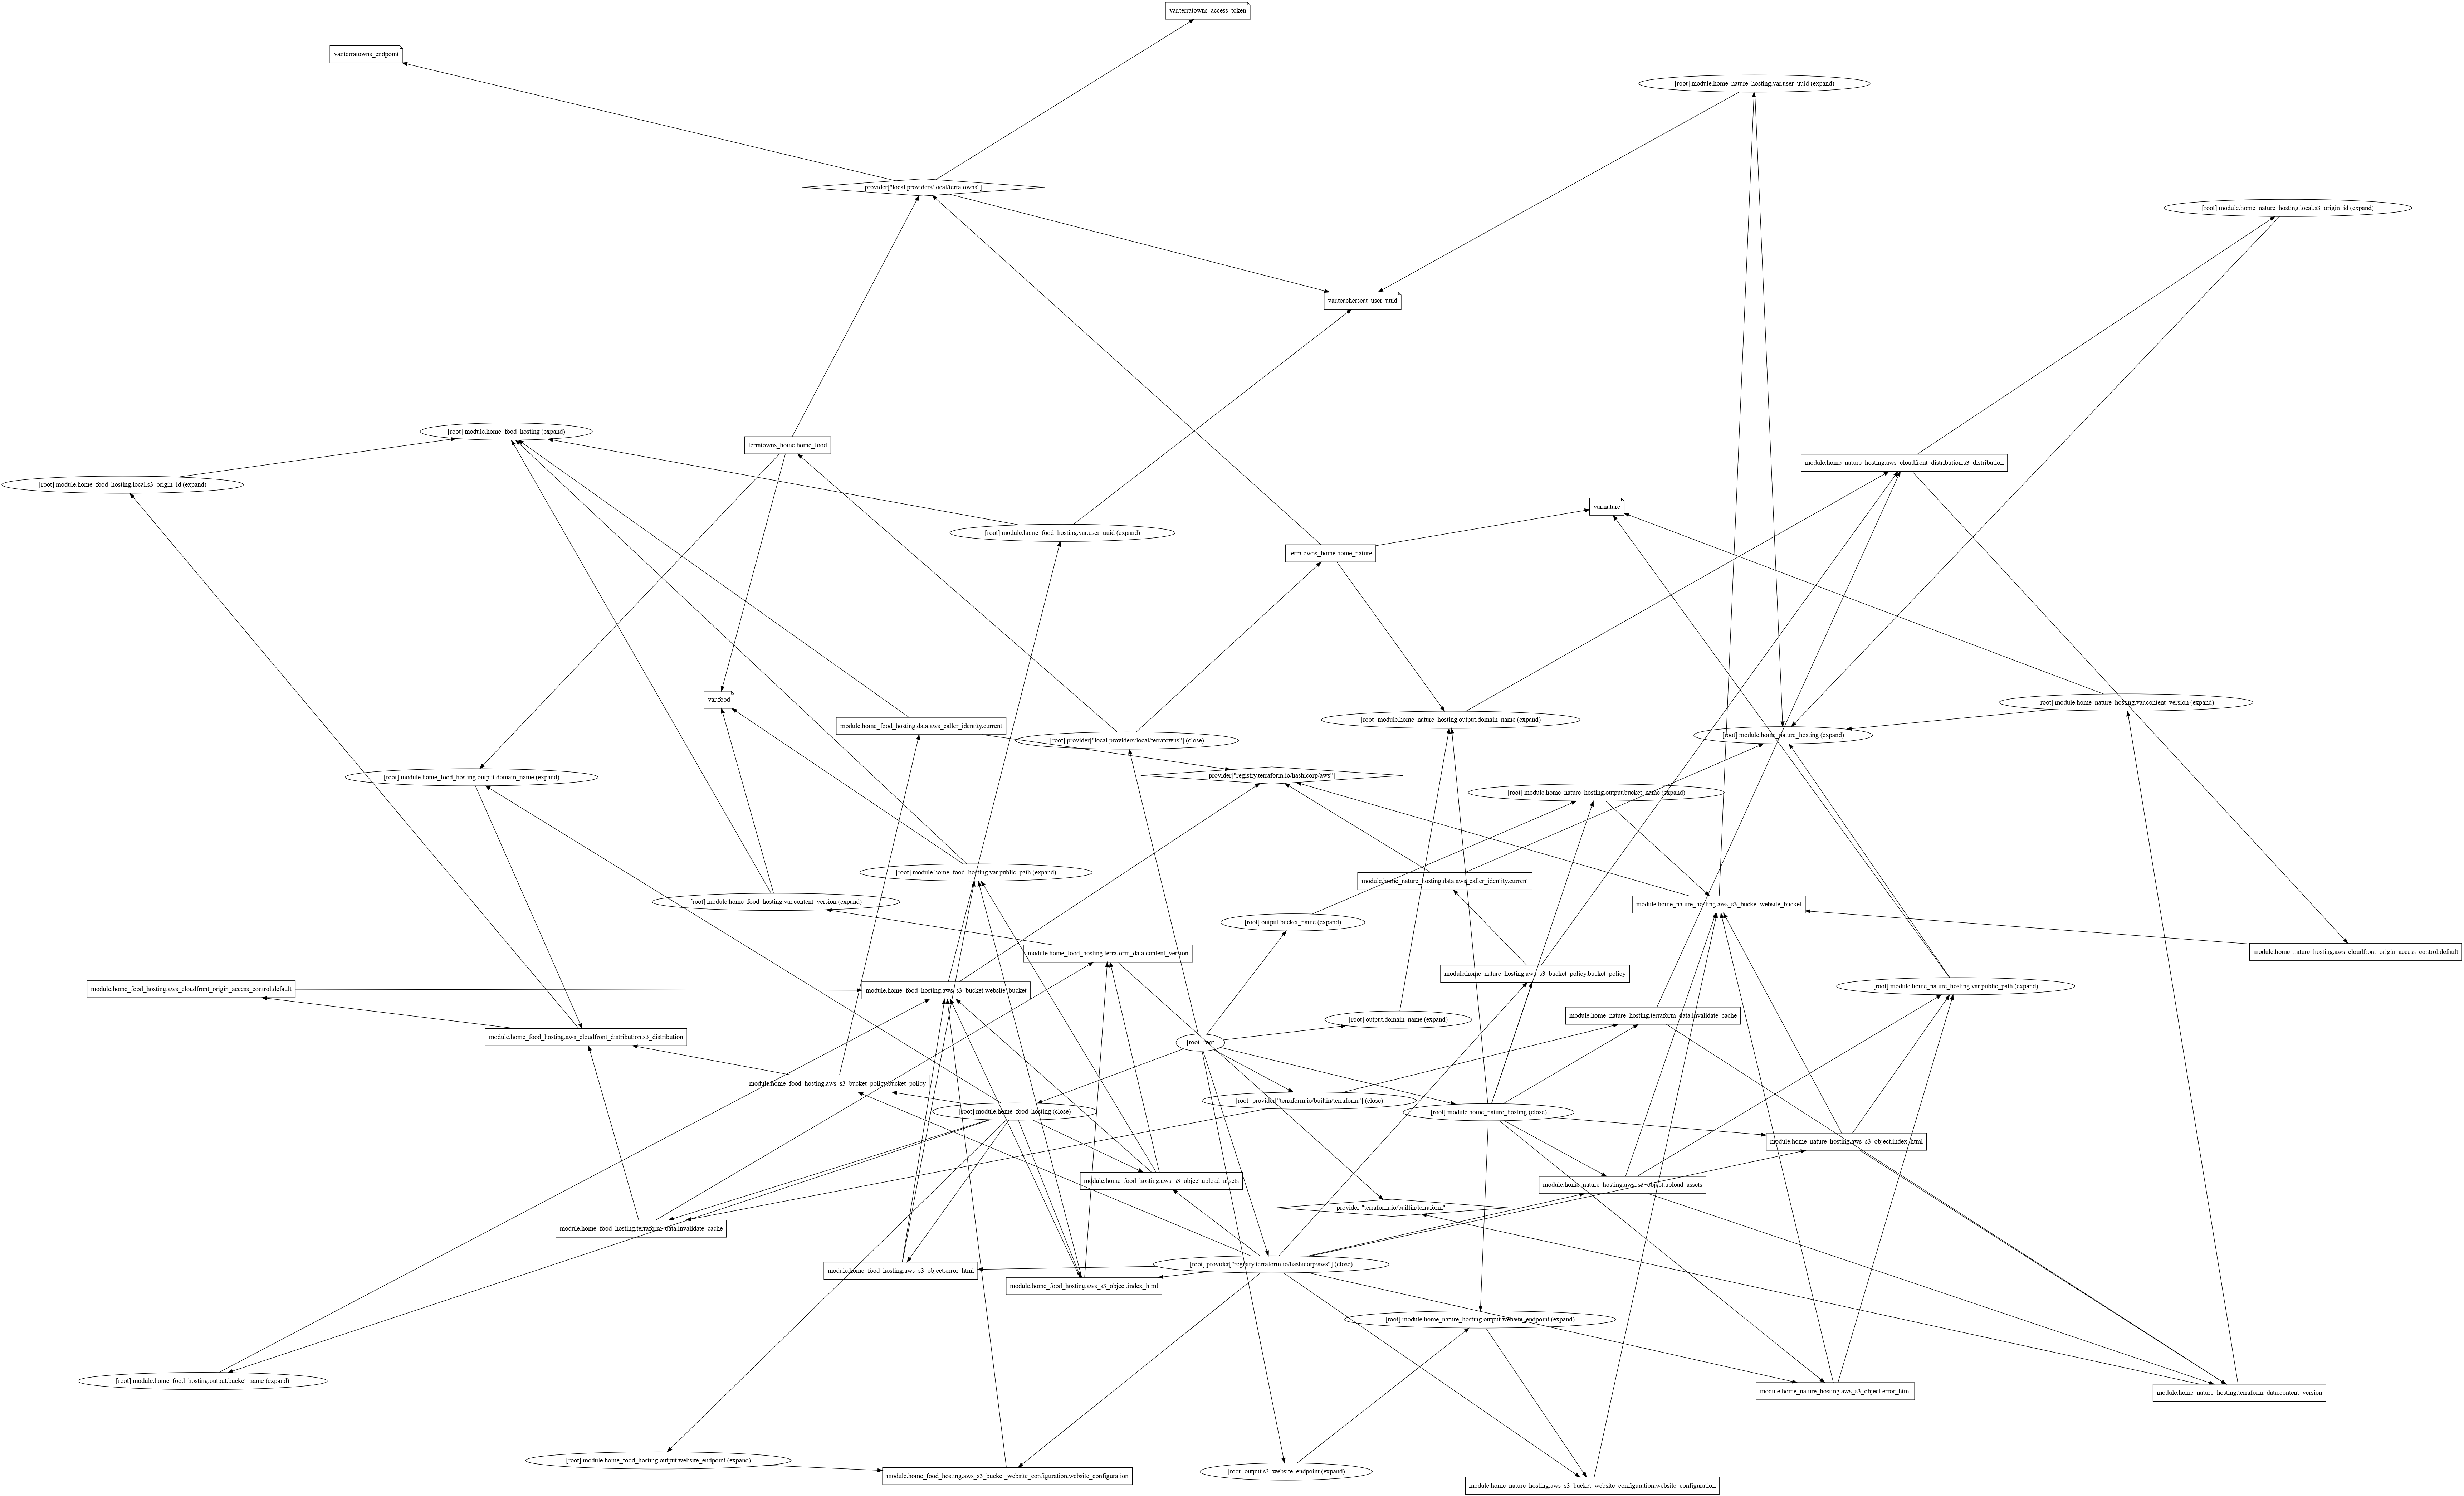 var.terratowns_access_token
var.terratowns_endpoint
[root] module.home_nature_hosting.var.user_uuid (expand)
provider["local.providers/local/terratowns"]
[root] module.home_nature_hosting.local.s3_origin_id (expand)
var.teacherseat_user_uuid
[root] module.home_food_hosting (expand)
terratowns_home.home_food
module.home_nature_hosting.aws_cloudfront_distribution.s3_distribution
[root] module.home_food_hosting.local.s3_origin_id (expand)
var.nature
[root] module.home_food_hosting.var.user_uuid (expand)
terratowns_home.home_nature
var.food
[root] module.home_nature_hosting.var.content_version (expand)
[root] module.home_nature_hosting.output.domain_name (expand)
module.home_food_hosting.data.aws_caller_identity.current
[root] module.home_nature_hosting (expand)
[root] provider["local.providers/local/terratowns"] (close)
provider["registry.terraform.io/hashicorp/aws"]
[root] module.home_food_hosting.output.domain_name (expand)
[root] module.home_nature_hosting.output.bucket_name (expand)
[root] module.home_food_hosting.var.public_path (expand)
module.home_nature_hosting.data.aws_caller_identity.current
[root] module.home_food_hosting.var.content_version (expand)
module.home_nature_hosting.aws_s3_bucket.website_bucket
[root] output.bucket_name (expand)
module.home_food_hosting.terraform_data.content_version
module.home_nature_hosting.aws_cloudfront_origin_access_control.default
module.home_nature_hosting.aws_s3_bucket_policy.bucket_policy
[root] module.home_nature_hosting.var.public_path (expand)
module.home_food_hosting.aws_cloudfront_origin_access_control.default
module.home_food_hosting.aws_s3_bucket.website_bucket
module.home_nature_hosting.terraform_data.invalidate_cache
[root] output.domain_name (expand)
module.home_food_hosting.aws_cloudfront_distribution.s3_distribution
[root] root
module.home_food_hosting.aws_s3_bucket_policy.bucket_policy
[root] provider["terraform.io/builtin/terraform"] (close)
[root] module.home_food_hosting (close)
[root] module.home_nature_hosting (close)
module.home_nature_hosting.aws_s3_object.index_html
module.home_food_hosting.aws_s3_object.upload_assets
module.home_nature_hosting.aws_s3_object.upload_assets
provider["terraform.io/builtin/terraform"]
module.home_food_hosting.terraform_data.invalidate_cache
[root] provider["registry.terraform.io/hashicorp/aws"] (close)
module.home_food_hosting.aws_s3_object.error_html
module.home_food_hosting.aws_s3_object.index_html
[root] module.home_nature_hosting.output.website_endpoint (expand)
[root] module.home_food_hosting.output.bucket_name (expand)
module.home_nature_hosting.aws_s3_object.error_html
module.home_nature_hosting.terraform_data.content_version
[root] module.home_food_hosting.output.website_endpoint (expand)
[root] output.s3_website_endpoint (expand)
module.home_food_hosting.aws_s3_bucket_website_configuration.website_configuration
module.home_nature_hosting.aws_s3_bucket_website_configuration.website_configuration